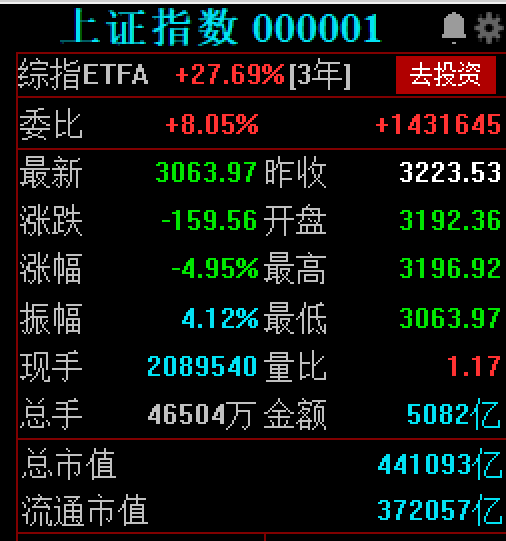 上证指数 000001
综指ETFA +27.69%[3年] 去投资
委比 +8.05% +1431645
最新 3063.97 昨收 3223.53
涨跌 -159.56 开盘 3192.36
涨幅 -4.95% 最高 3196.92
振幅 4.12% 最低 3063.97
现手 2089540 量比 1.17
总手 46504万 金额 5082亿
总市值 441093亿
流通市值 372057亿